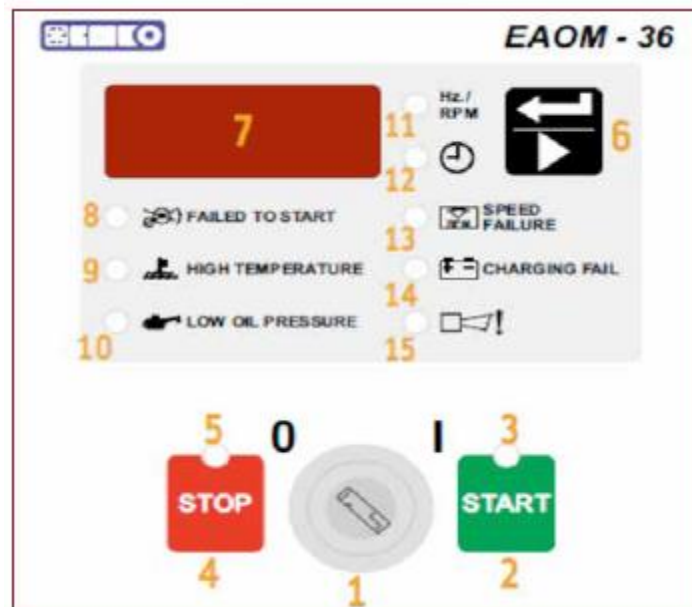 EMKO EAOM - 36
7
11 Hz./
RPM
6
12
8 FAILED TO START
13 SPEED
FAILURE
9 HIGH TEMPERATURE
14 CHARGING FAIL
10 LOW OIL PRESSURE
15
5 O I 3
STOP
START
4 1 2